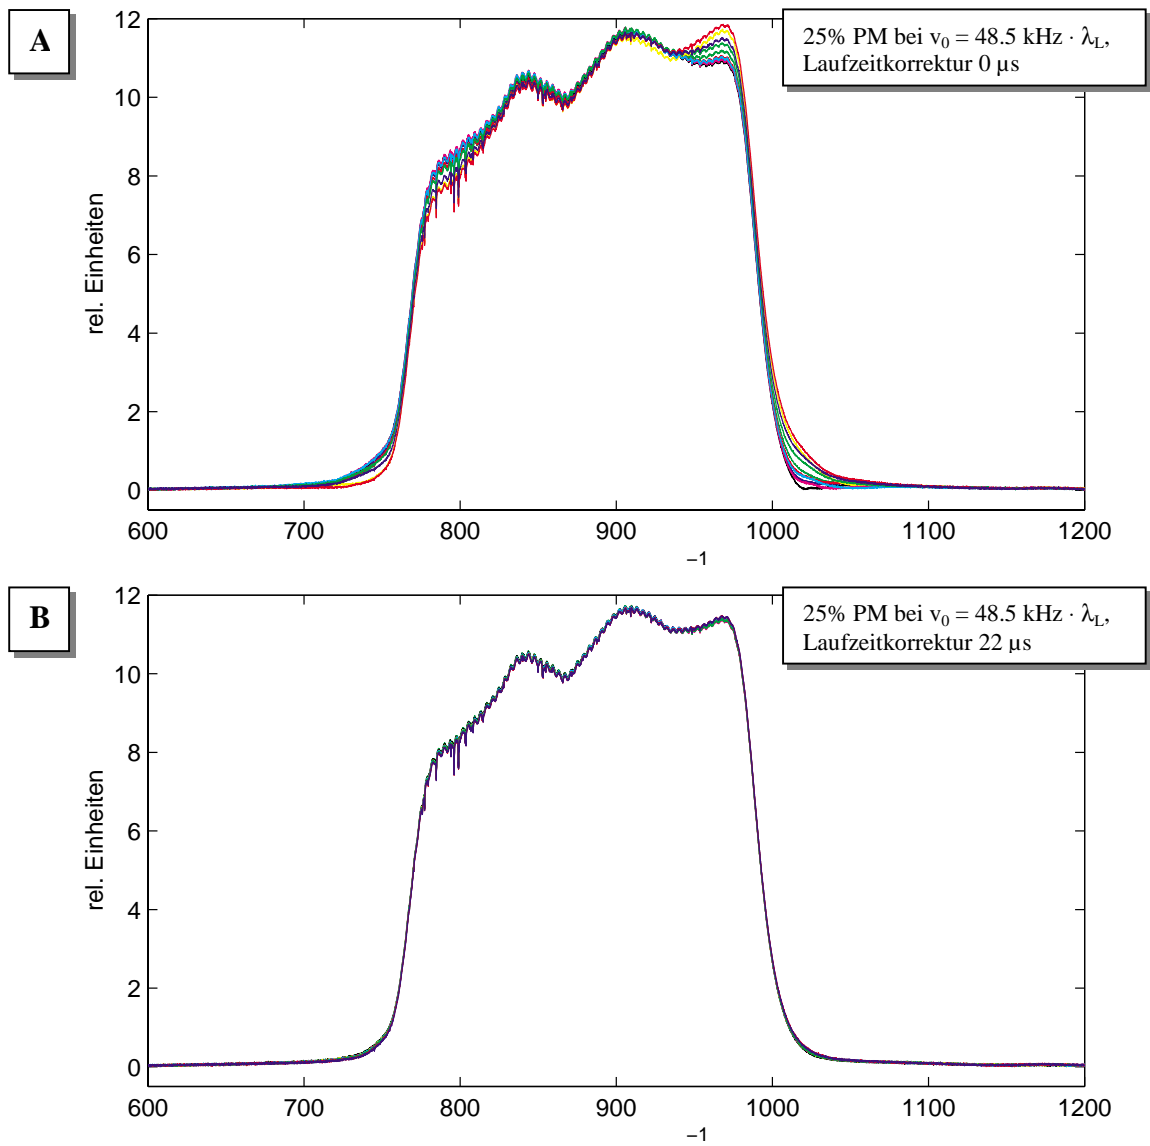 A
25% PM bei v₀ = 48.5 kHz · λ_L,
Laufzeitkorrektur 0 µs
12
10
8
6
4
2
0
rel. Einheiten
600 700 800 900 1000 1100 1200
−1
B
25% PM bei v₀ = 48.5 kHz · λ_L,
Laufzeitkorrektur 22 µs
12
10
8
6
4
2
0
rel. Einheiten
600 700 800 900 1000 1100 1200
−1